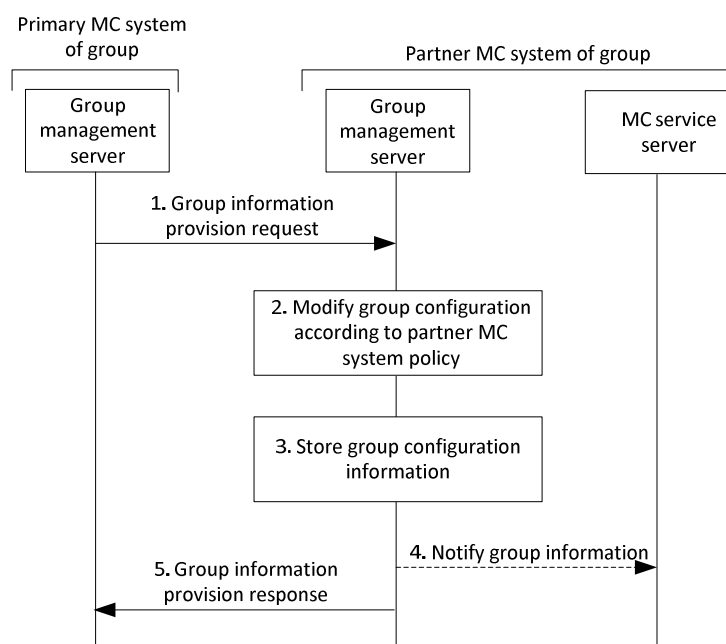 Primary MC system
of group
Partner MC system of group
Group
management
server
Group
management
server
MC service
server
1. Group information
provision request
2. Modify group configuration
according to partner MC
system policy
3. Store group configuration
information
4. Notify group information
5. Group information
provision response